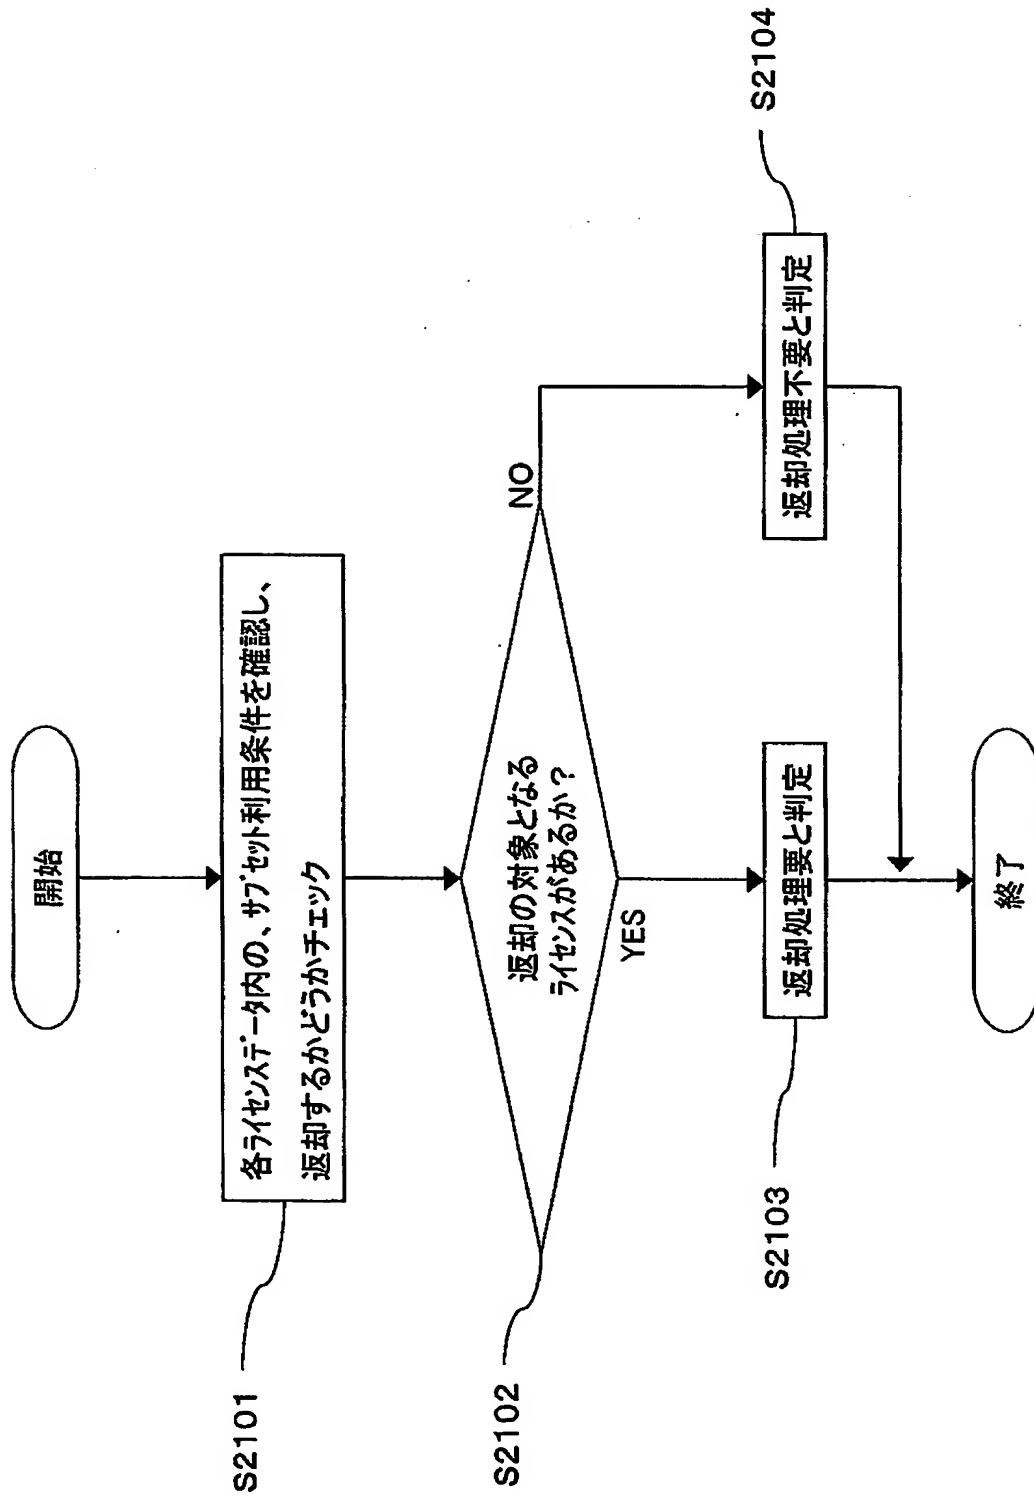 開始
S2101
各ライセンスデータ内の、サブセット利用条件を確認し、
返却するかどうかチェック
S2102
返却の対象となる
ライセンスがあるか？
NO
YES
S2103
返却処理要と判定
返却処理不要と判定
S2104
終了